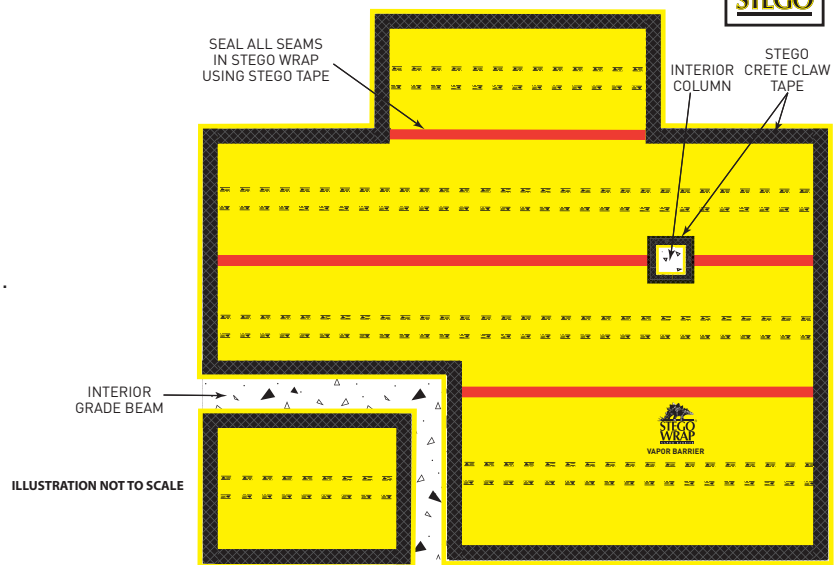 STEGO
SEAL ALL SEAMS
IN STEGO WRAP
USING STEGO TAPE
INTERIOR
COLUMN
STEGO
CRETE CLAW
TAPE
INTERIOR
GRADE BEAM
STEGO
WRAP
VAPOR BARRIER
ILLUSTRATION NOT TO SCALE